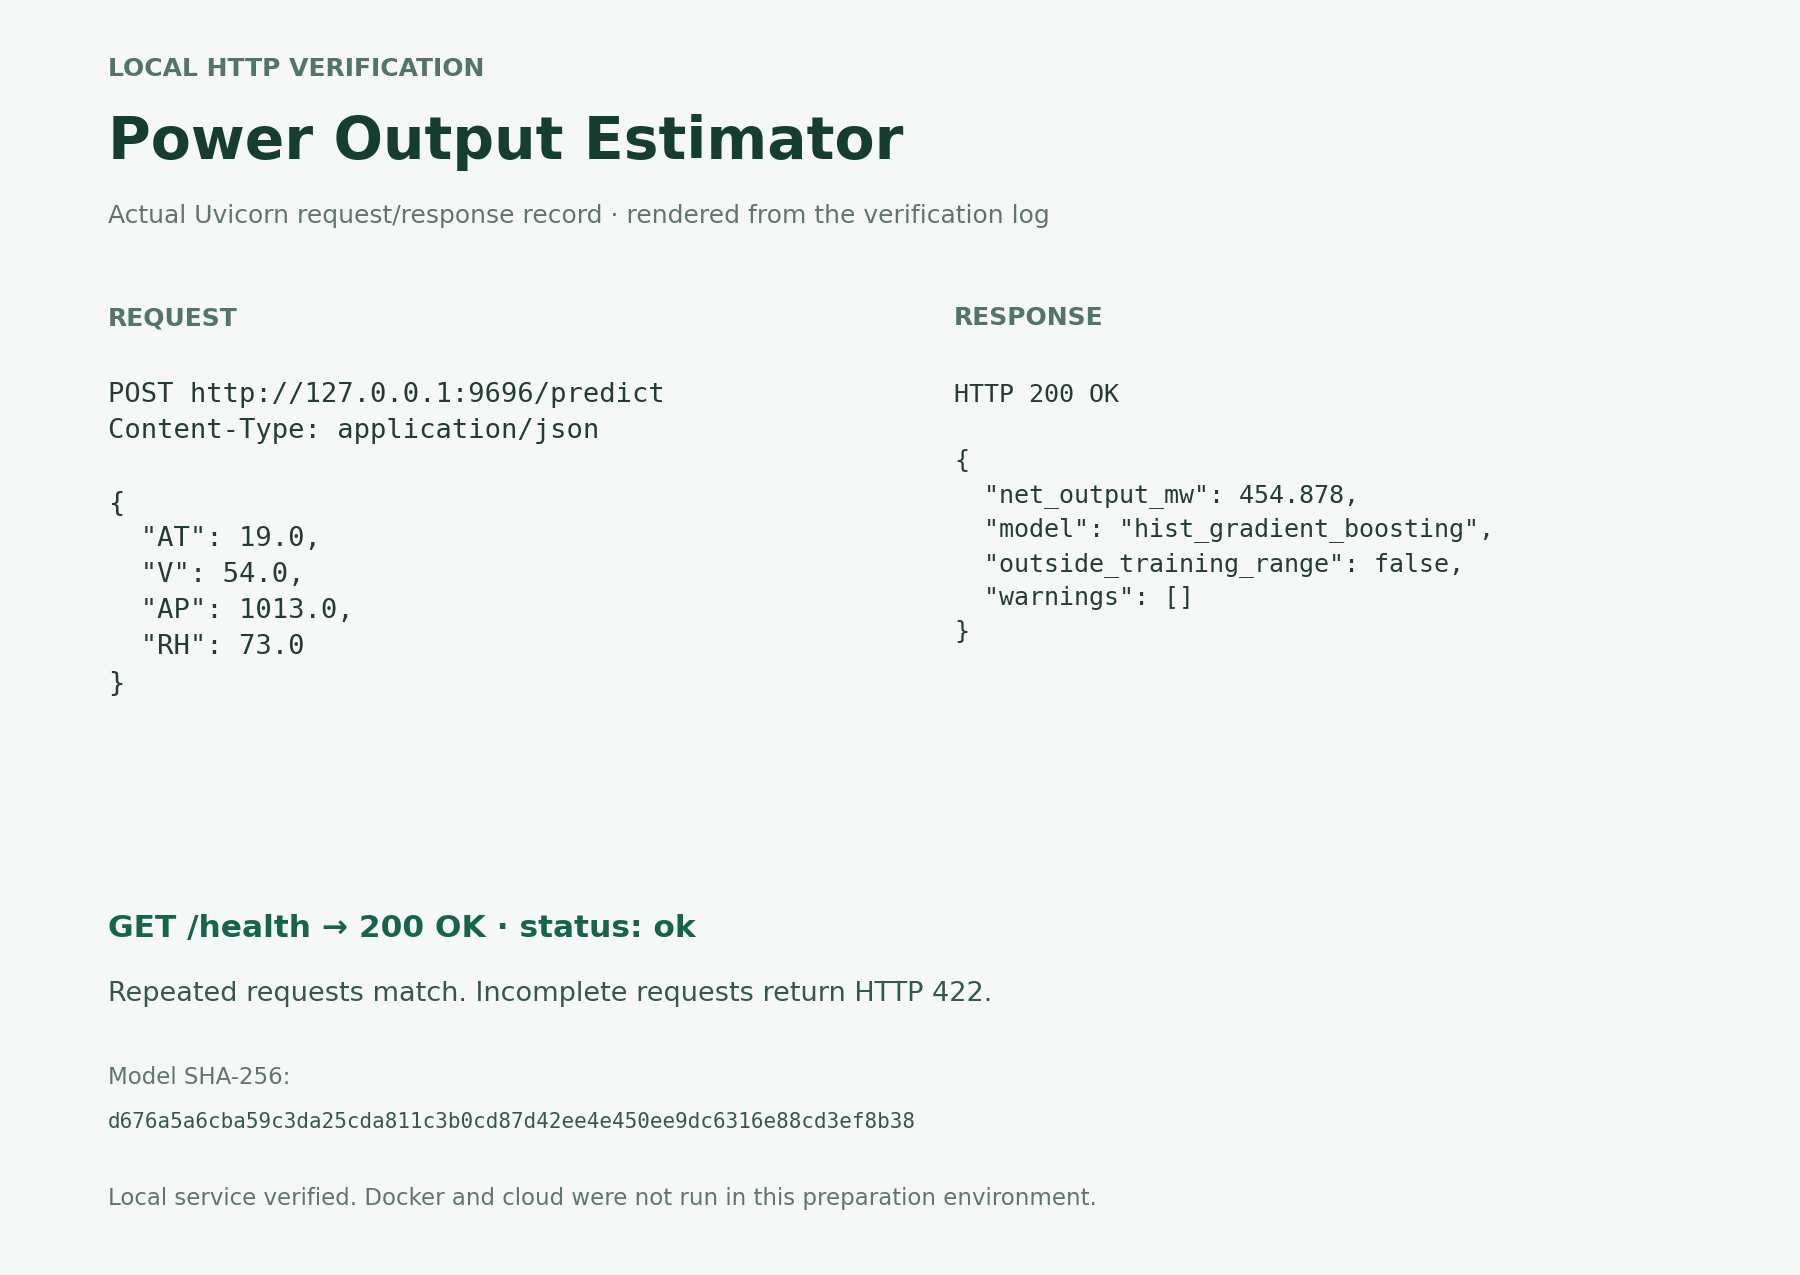 LOCAL HTTP VERIFICATION
Power Output Estimator
Actual Uvicorn request/response record · rendered from the verification log
REQUEST
POST http://127.0.0.1:9696/predict
Content-Type: application/json
{
  "AT": 19.0,
  "V": 54.0,
  "AP": 1013.0,
  "RH": 73.0
}
RESPONSE
HTTP 200 OK
{
  "net_output_mw": 454.878,
  "model": "hist_gradient_boosting",
  "outside_training_range": false,
  "warnings": []
}
GET /health → 200 OK · status: ok
Repeated requests match. Incomplete requests return HTTP 422.
Model SHA-256:
d676a5a6cba59c3da25cda811c3b0cd87d42ee4e450ee9dc6316e88cd3ef8b38
Local service verified. Docker and cloud were not run in this preparation environment.